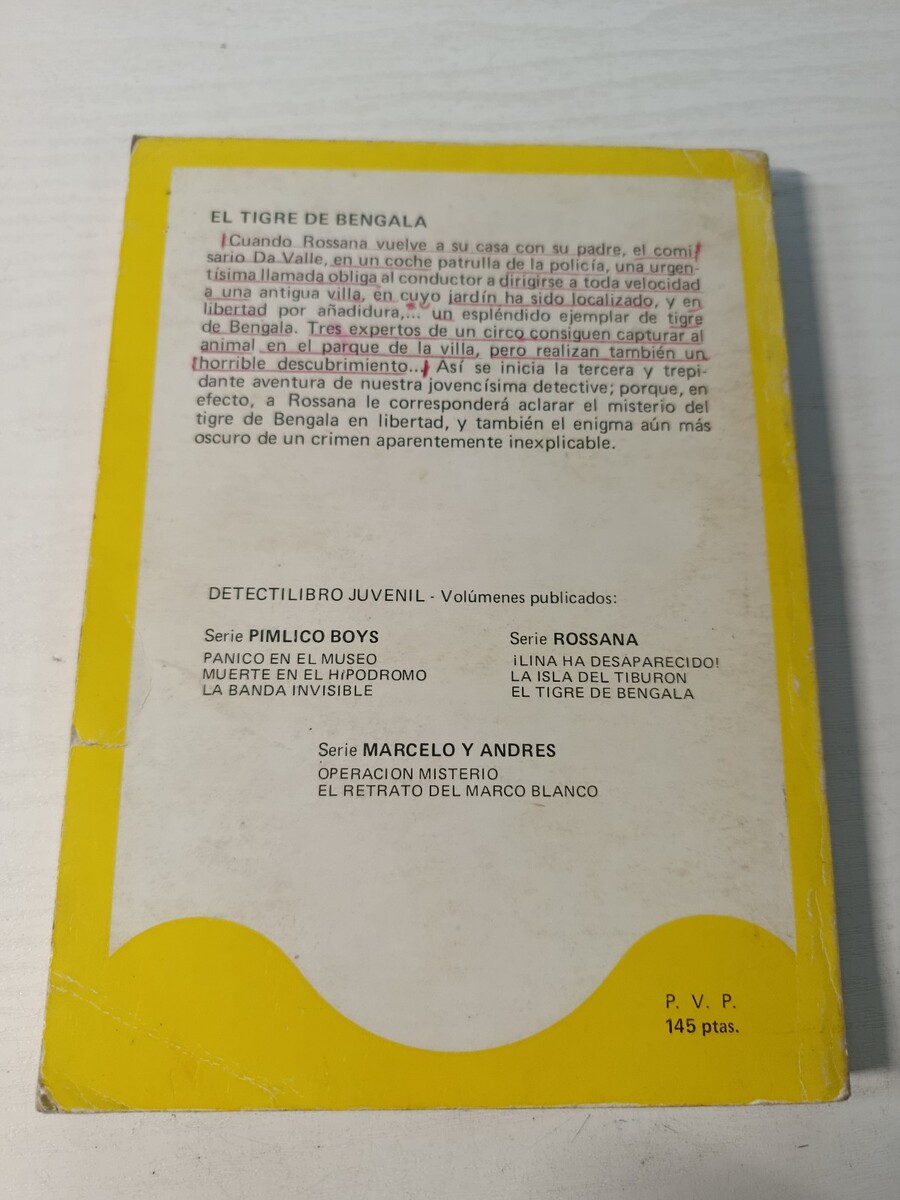 EL TIGRE DE BENGALA
Cuando Rossana vuelve a su casa con su padre, el comi
sario Da Valle, en un coche patrulla de la policía, una urgen-
tísima llamada obliga al conductor a dirigirse a toda velocidad
a una antigua villa, en cuyo jardín ha sido localizado, y en
libertad por añadidura,... un espléndido ejemplar de tigre
de Bengala. Tres expertos de un circo consiguen capturar al
animal en el parque de la villa, pero realizan también un
horrible descubrimiento... Así se inicia la tercera y trepi-
dante aventura de nuestra jovencísima detective; porque, en
efecto, a Rossana le corresponderá aclarar el misterio del
tigre de Bengala en libertad, y también el enigma aún más
oscuro de un crimen aparentemente inexplicable.
DETECTILIBRO JUVENIL - Volúmenes publicados:
Serie PIMLICO BOYS
PANICO EN EL MUSEO
MUERTE EN EL HíPODROMO
LA BANDA INVISIBLE
Serie ROSSANA
¡LINA HA DESAPARECIDO!
LA ISLA DEL TIBURON
EL TIGRE DE BENGALA
Serie MARCELO Y ANDRES
OPERACION MISTERIO
EL RETRATO DEL MARCO BLANCO
P. V. P.
145 ptas.